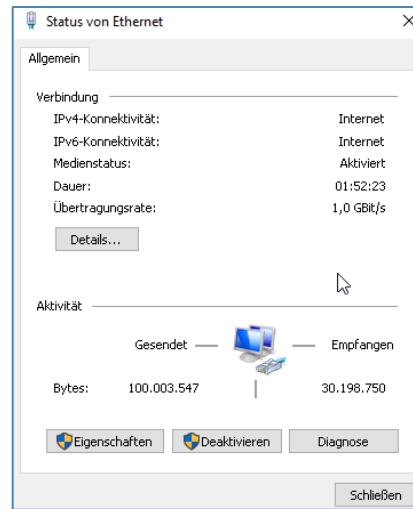 Status von Ethernet
Allgemein
Verbindung
IPv4-Konnektivität: Internet
IPv6-Konnektivität: Internet
Medienstatus: Aktiviert
Dauer: 01:52:23
Übertragungsrate: 1,0 GBit/s
Details...
Aktivität
Gesendet Empfangen
Bytes: 100.003.547 30.198.750
Eigenschaften Deaktivieren Diagnose
Schließen